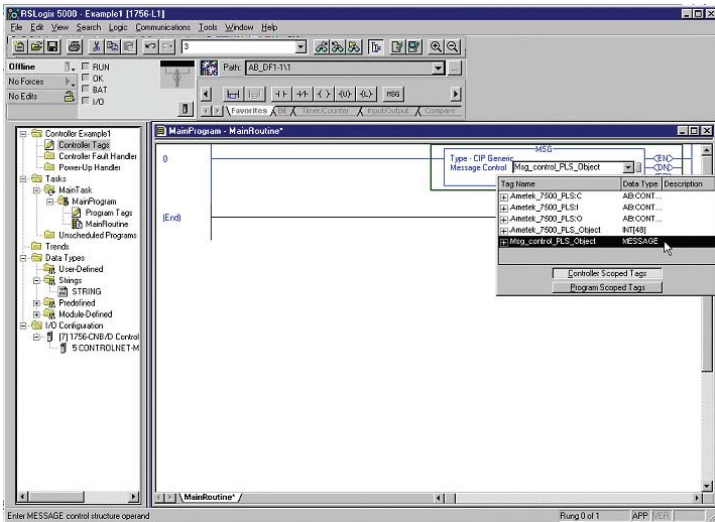 RSLogix 5000 - Example1 [1756-L1]
File Edit View Search Logic Communications Tools Window Help
3
Offline
RUN
Path: AB_DF1-1\1
No Forces
OK
No Edits
BAT
I/O
MSG
Favorites Bit Timer/Counter Input/Output Compare
Controller Example1
Controller Tags
Controller Fault Handler
Power-Up Handler
Tasks
MainTask
MainProgram
Program Tags
MainRoutine
Unscheduled Programs
Trends
Data Types
User-Defined
Strings
STRING
Predefined
Module-Defined
I/O Configuration
[7] 1756-CNB/D Control
5 CONTROLNET-M
MainProgram - MainRoutine*
0
MSG
Type - CIP Generic
Message Control Msg_control_PLS_Object ...
EN
DN
(End)
Tag Name Data Type Description
Ametek_7500_PLS:C AB:CONT...
Ametek_7500_PLS:I AB:CONT...
Ametek_7500_PLS:O AB:CONT...
Ametek_7500_PLS_Object INT[48]
Msg_control_PLS_Object MESSAGE
Controller Scoped Tags
Program Scoped Tags
MainRoutine*
Enter MESSAGE control structure operand
Rung 0 of 1
APP
VER